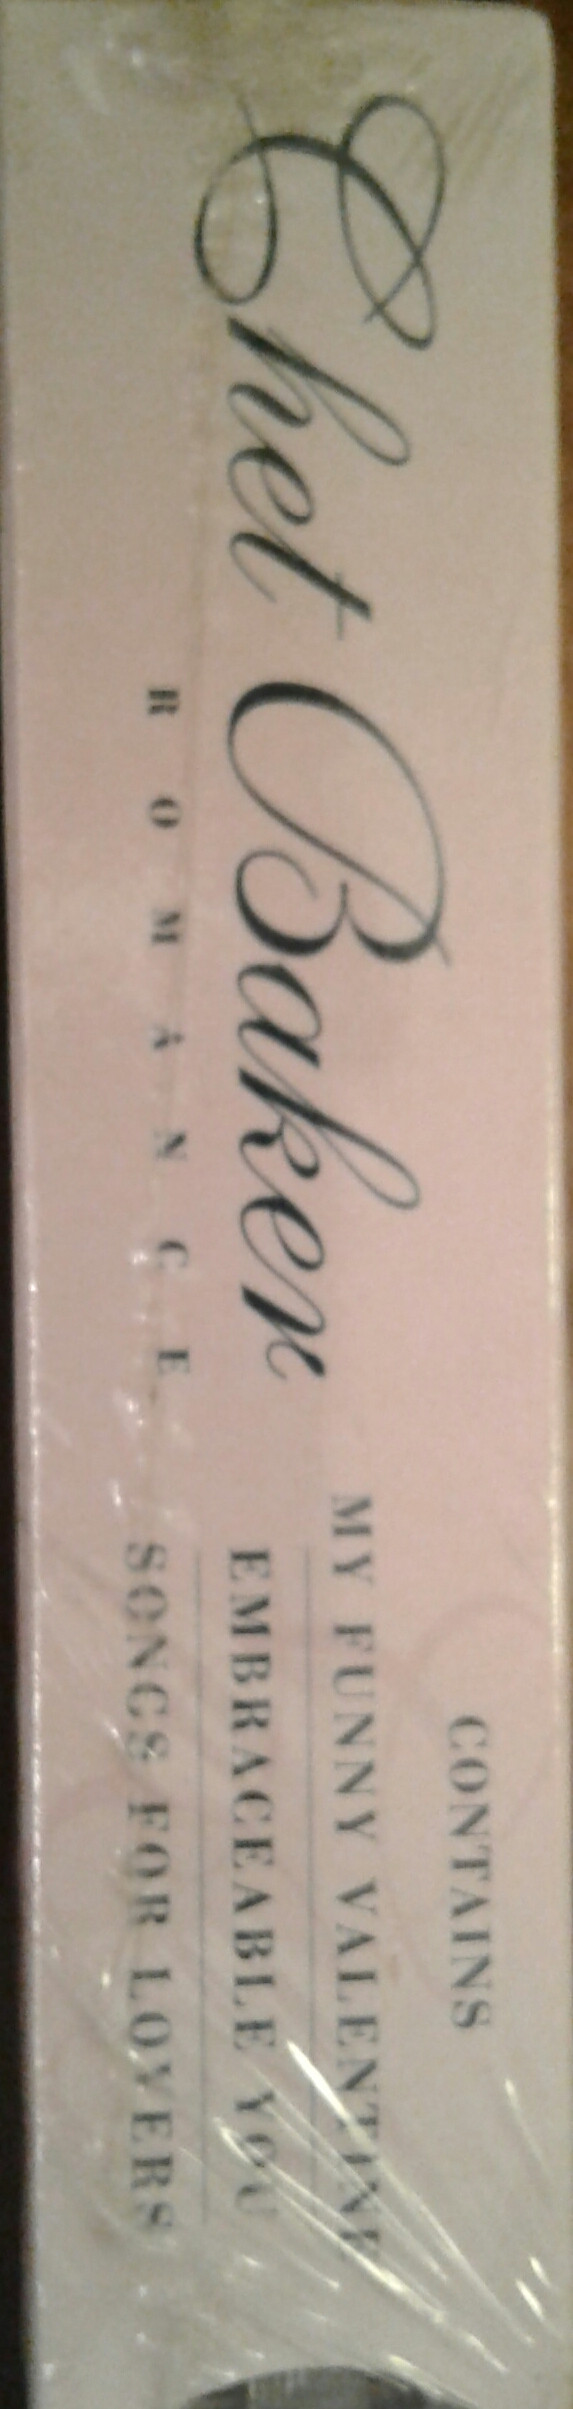 Chet Baker
ROMANCE
CONTAINS
MY FUNNY VALENTINE
EMBRACEABLE YOU
SONGS FOR LOVERS